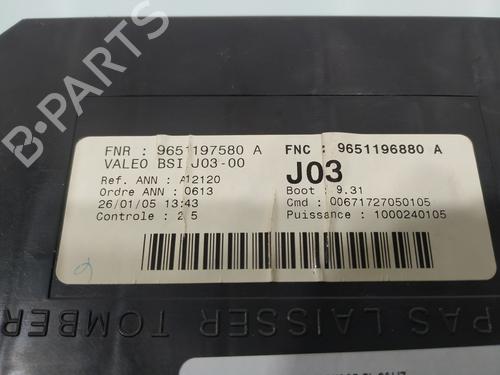 FNR : 9651197580 A
FNC : 9651196880 A
VALEO BSI J03-00
J03
Ref. ANN : A12120
Ordre ANN : 0613
Boot : 9.31
26/01/05 13:43
Cmd : 00671727050105
Controle : 2 5
Puissance : 1000240105
PAS LAISSER TOMBER
B-PARTS